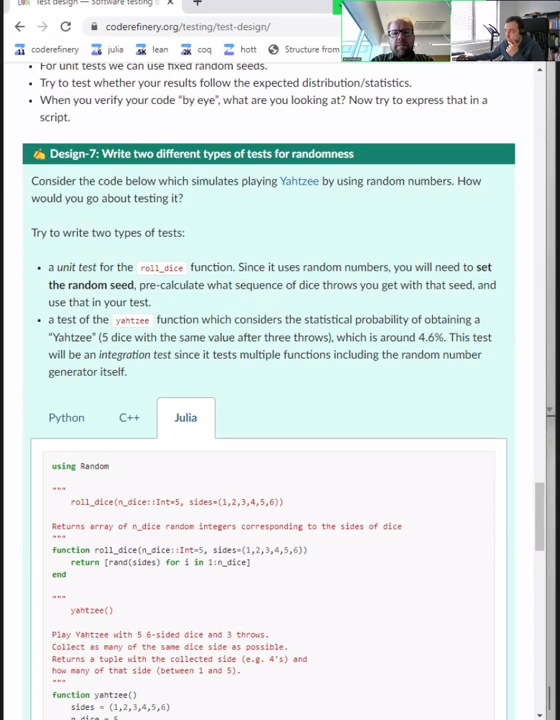 Test design — Software testing
coderefinery.org/testing/test-design/
coderefinery julia lean coq hott Structure from
• For unit tests we can use fixed random seeds.
• Try to test whether your results follow the expected distribution/statistics.
• When you verify your code “by eye”, what are you looking at? Now try to express that in a
script.
✍ Design-7: Write two different types of tests for randomness
Consider the code below which simulates playing Yahtzee by using random numbers. How
would you go about testing it?
Try to write two types of tests:
• a unit test for the roll_dice function. Since it uses random numbers, you will need to set
the random seed, pre-calculate what sequence of dice throws you get with that seed, and
use that in your test.
• a test of the yahtzee function which considers the statistical probability of obtaining a
“Yahtzee” (5 dice with the same value after three throws), which is around 4.6%. This test
will be an integration test since it tests multiple functions including the random number
generator itself.
Python C++ Julia
using Random
"""
roll_dice(n_dice::Int=5, sides=(1,2,3,4,5,6))
Returns array of n_dice random integers corresponding to the sides of dice
"""
function roll_dice(n_dice::Int=5, sides=(1,2,3,4,5,6))
return [rand(sides) for i in 1:n_dice]
end
"""
yahtzee()
Play Yahtzee with 5 6-sided dice and 3 throws.
Collect as many of the same dice side as possible.
Returns a tuple with the collected side (e.g. 4's) and
how many of that side (between 1 and 5).
"""
function yahtzee()
sides = (1,2,3,4,5,6)
n_dice = 5